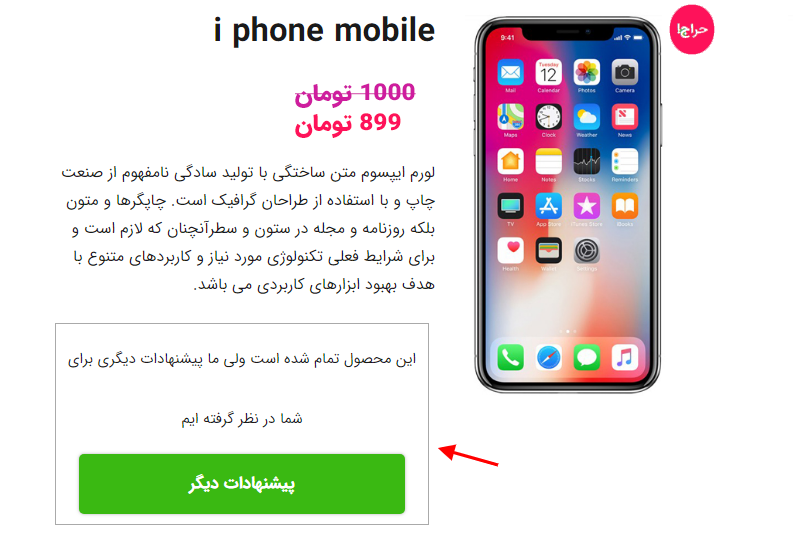 i phone mobile
حراج!
1000 تومان
899 تومان
لورم ایپسوم متن ساختگی با تولید سادگی نامفهوم از صنعت
چاپ و با استفاده از طراحان گرافیک است. چاپگرها و متون
بلکه روزنامه و مجله در ستون و سطرآنچنان که لازم است و
برای شرایط فعلی تکنولوژی مورد نیاز و کاربردهای متنوع با
هدف بهبود ابزارهای کاربردی می باشد.
این محصول تمام شده است ولی ما پیشنهادات دیگری برای
شما در نظر گرفته ایم
پیشنهادات دیگر
9:41
Tuesday
12
Mail Calendar Photos Camera
Maps Clock Weather News
Home Notes Stocks Reminders
TV App Store iTunes Store Books
Health Wallet Settings